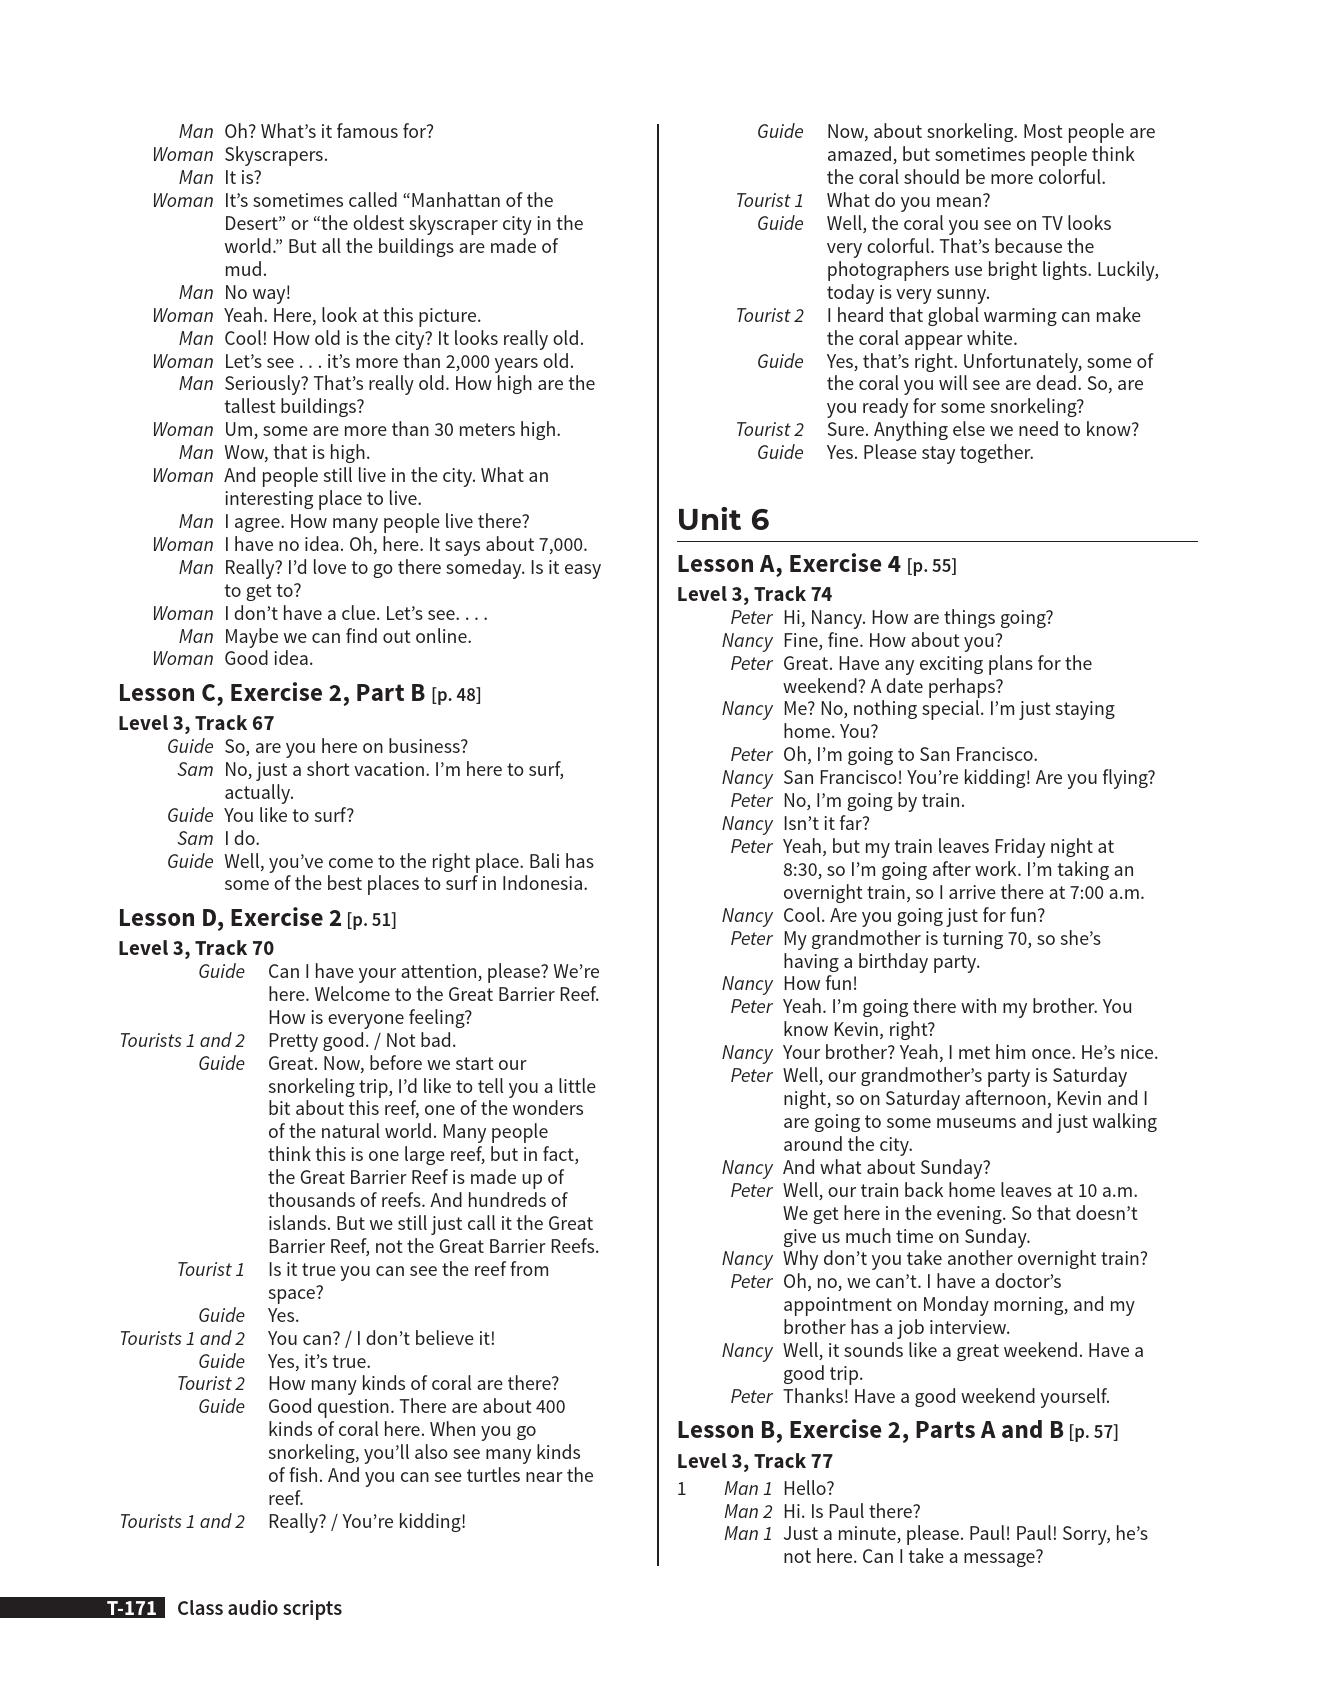 Man Oh? What’s it famous for?
Woman Skyscrapers.
Man It is?
Woman It’s sometimes called “Manhattan of the
Desert” or “the oldest skyscraper city in the
world.” But all the buildings are made of
mud.
Man No way!
Woman Yeah. Here, look at this picture.
Man Cool! How old is the city? It looks really old.
Woman Let’s see . . . it’s more than 2,000 years old.
Man Seriously? That’s really old. How high are the
tallest buildings?
Woman Um, some are more than 30 meters high.
Man Wow, that is high.
Woman And people still live in the city. What an
interesting place to live.
Man I agree. How many people live there?
Woman I have no idea. Oh, here. It says about 7,000.
Man Really? I’d love to go there someday. Is it easy
to get to?
Woman I don’t have a clue. Let’s see. . . .
Man Maybe we can find out online.
Woman Good idea.
Lesson C, Exercise 2, Part B [p. 48]
Level 3, Track 67
Guide So, are you here on business?
Sam No, just a short vacation. I’m here to surf,
actually.
Guide You like to surf?
Sam I do.
Guide Well, you’ve come to the right place. Bali has
some of the best places to surf in Indonesia.
Lesson D, Exercise 2 [p. 51]
Level 3, Track 70
Guide Can I have your attention, please? We’re
here. Welcome to the Great Barrier Reef.
How is everyone feeling?
Tourists 1 and 2 Pretty good. / Not bad.
Guide Great. Now, before we start our
snorkeling trip, I’d like to tell you a little
bit about this reef, one of the wonders
of the natural world. Many people
think this is one large reef, but in fact,
the Great Barrier Reef is made up of
thousands of reefs. And hundreds of
islands. But we still just call it the Great
Barrier Reef, not the Great Barrier Reefs.
Tourist 1 Is it true you can see the reef from
space?
Guide Yes.
Tourists 1 and 2 You can? / I don’t believe it!
Guide Yes, it’s true.
Tourist 2 How many kinds of coral are there?
Guide Good question. There are about 400
kinds of coral here. When you go
snorkeling, you’ll also see many kinds
of fish. And you can see turtles near the
reef.
Tourists 1 and 2 Really? / You’re kidding!
Guide Now, about snorkeling. Most people are
amazed, but sometimes people think
the coral should be more colorful.
Tourist 1 What do you mean?
Guide Well, the coral you see on TV looks
very colorful. That’s because the
photographers use bright lights. Luckily,
today is very sunny.
Tourist 2 I heard that global warming can make
the coral appear white.
Guide Yes, that’s right. Unfortunately, some of
the coral you will see are dead. So, are
you ready for some snorkeling?
Tourist 2 Sure. Anything else we need to know?
Guide Yes. Please stay together.
Unit 6
Lesson A, Exercise 4 [p. 55]
Level 3, Track 74
Peter Hi, Nancy. How are things going?
Nancy Fine, fine. How about you?
Peter Great. Have any exciting plans for the
weekend? A date perhaps?
Nancy Me? No, nothing special. I’m just staying
home. You?
Peter Oh, I’m going to San Francisco.
Nancy San Francisco! You’re kidding! Are you flying?
Peter No, I’m going by train.
Nancy Isn’t it far?
Peter Yeah, but my train leaves Friday night at
8:30, so I’m going after work. I’m taking an
overnight train, so I arrive there at 7:00 a.m.
Nancy Cool. Are you going just for fun?
Peter My grandmother is turning 70, so she’s
having a birthday party.
Nancy How fun!
Peter Yeah. I’m going there with my brother. You
know Kevin, right?
Nancy Your brother? Yeah, I met him once. He’s nice.
Peter Well, our grandmother’s party is Saturday
night, so on Saturday afternoon, Kevin and I
are going to some museums and just walking
around the city.
Nancy And what about Sunday?
Peter Well, our train back home leaves at 10 a.m.
We get here in the evening. So that doesn’t
give us much time on Sunday.
Nancy Why don’t you take another overnight train?
Peter Oh, no, we can’t. I have a doctor’s
appointment on Monday morning, and my
brother has a job interview.
Nancy Well, it sounds like a great weekend. Have a
good trip.
Peter Thanks! Have a good weekend yourself.
Lesson B, Exercise 2, Parts A and B [p. 57]
Level 3, Track 77
1 Man 1 Hello?
Man 2 Hi. Is Paul there?
Man 1 Just a minute, please. Paul! Paul! Sorry, he’s
not here. Can I take a message?
T-171 Class audio scripts